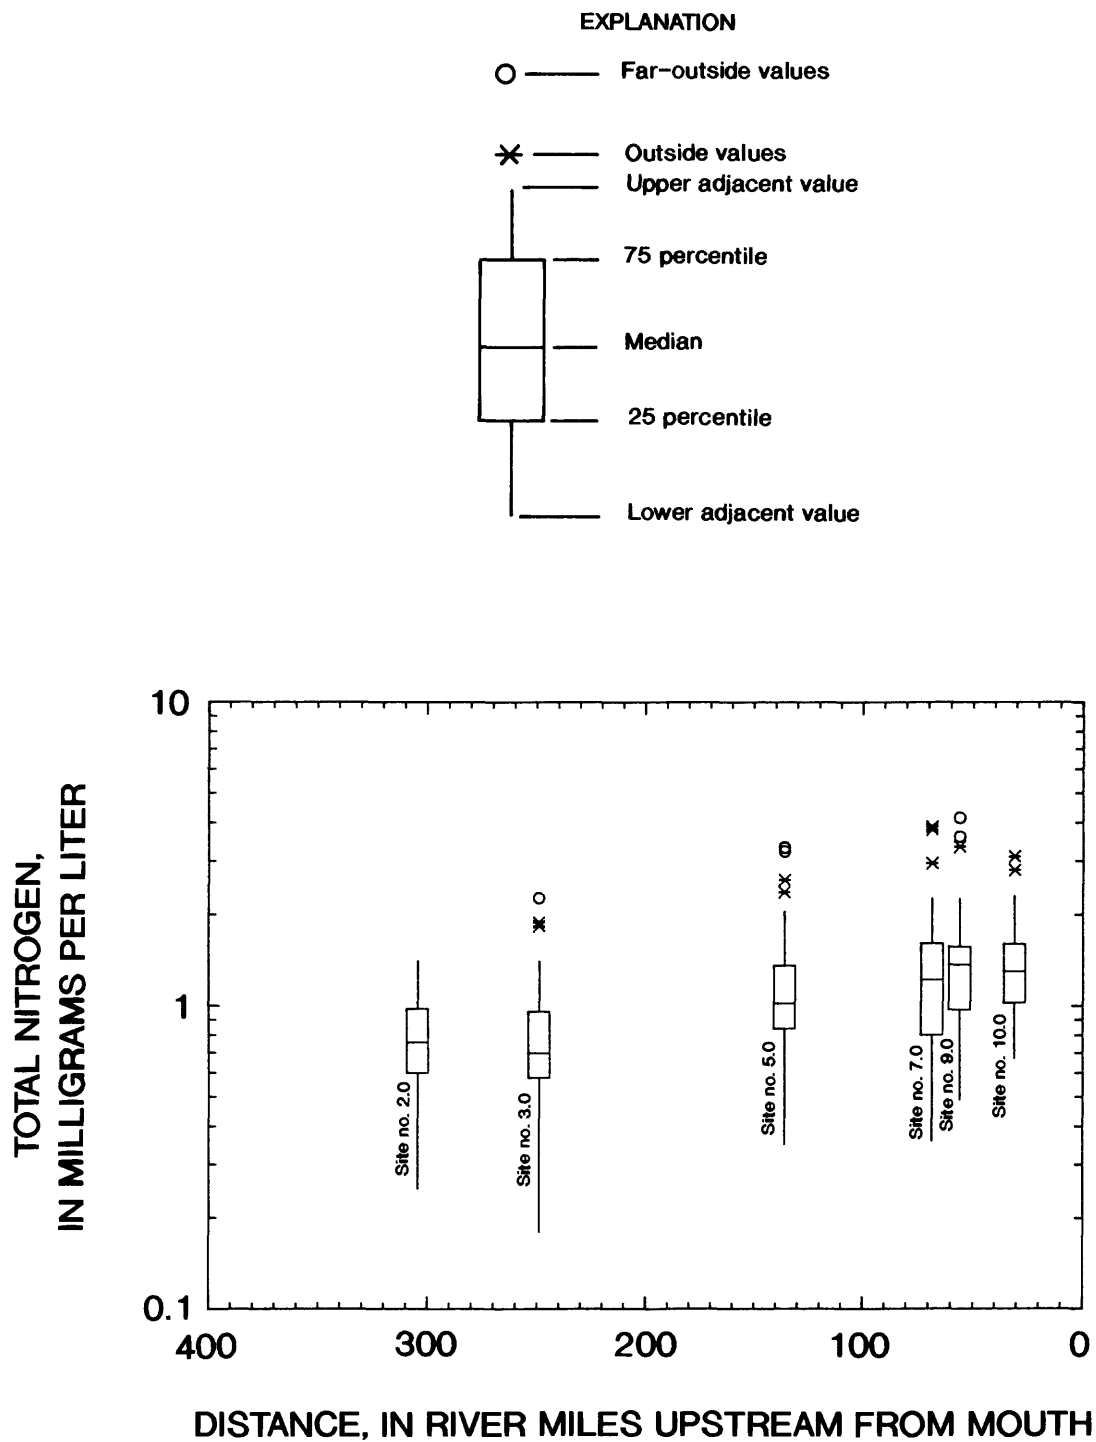 EXPLANATION
Far-outside values
Outside values
Upper adjacent value
75 percentile
Median
25 percentile
Lower adjacent value
TOTAL NITROGEN,
IN MILLIGRAMS PER LITER
10
1
0.1
Site no. 2.0
Site no. 3.0
Site no. 5.0
Site no. 7.0
Site no. 9.0
Site no. 10.0
400 300 200 100 0
DISTANCE, IN RIVER MILES UPSTREAM FROM MOUTH